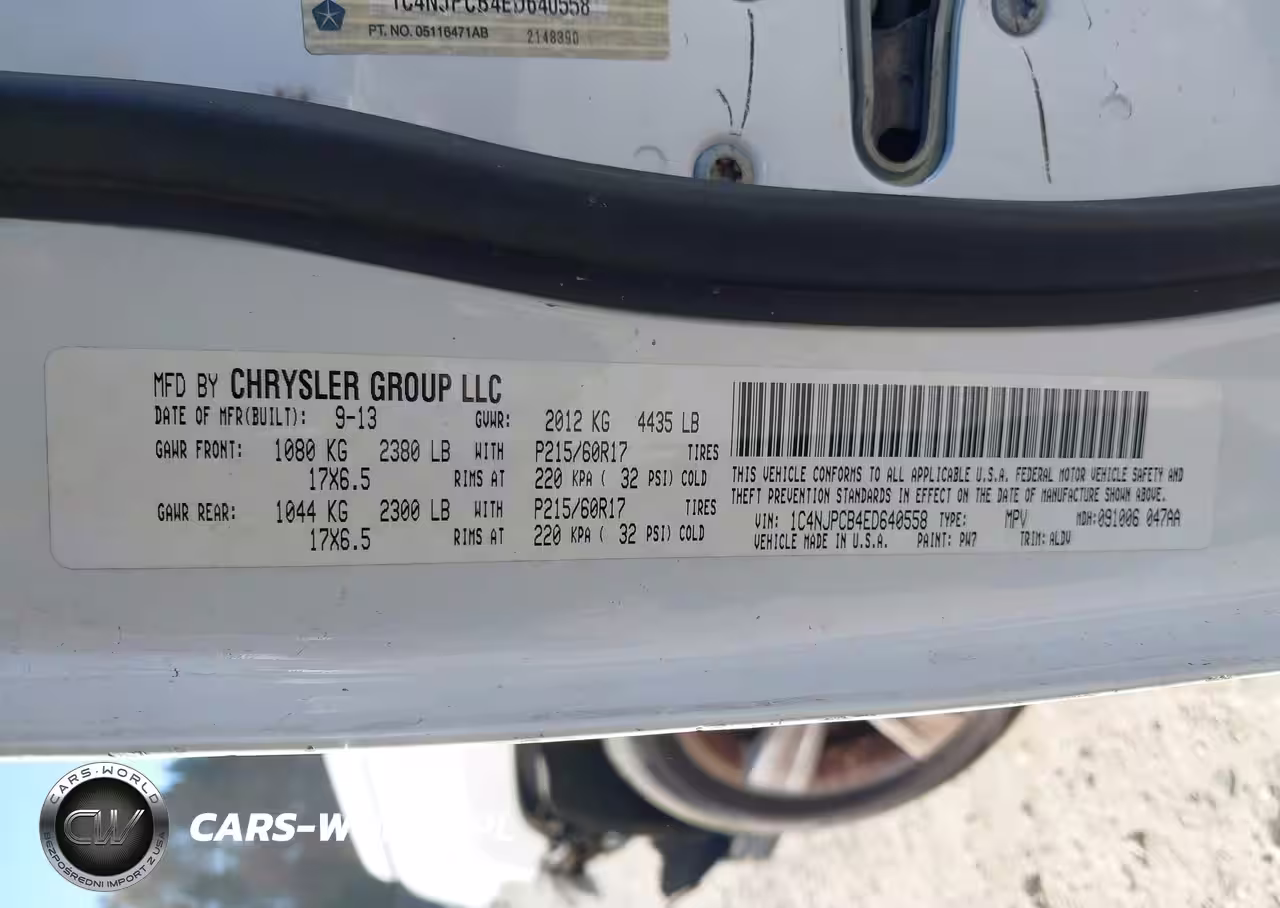 1C4NJPCB4ED640558
PT. NO. 05116471AB 2148390
MFD BY CHRYSLER GROUP LLC
DATE OF MFR(BUILT): 9-13 GVWR: 2012 KG 4435 LB
GAWR FRONT: 1080 KG 2380 LB WITH P215/60R17 TIRES
17X6.5 RIMS AT 220 KPA ( 32 PSI) COLD
GAWR REAR: 1044 KG 2300 LB WITH P215/60R17 TIRES
17X6.5 RIMS AT 220 KPA ( 32 PSI) COLD
THIS VEHICLE CONFORMS TO ALL APPLICABLE U.S.A. FEDERAL MOTOR VEHICLE SAFETY AND
THEFT PREVENTION STANDARDS IN EFFECT ON THE DATE OF MANUFACTURE SHOWN ABOVE.
VIN: 1C4NJPCB4ED640558 TYPE: MPV MDH:091006 047AA
VEHICLE MADE IN U.S.A. PAINT: PW7 TRIM: ALDV
CARS-WORLD
CW
BEZPOŚREDNI IMPORT Z USA